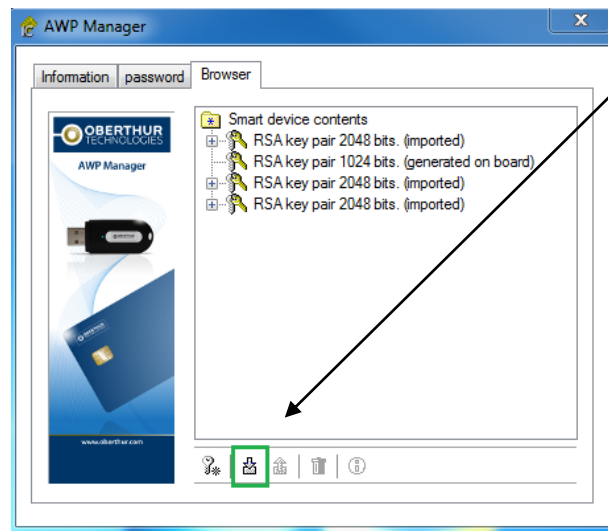 AWP Manager
x
Information password Browser
OBERTHUR
TECHNOLOGIES
AWP Manager
www.oberthur.com
Smart device contents
RSA key pair 2048 bits. (imported)
RSA key pair 1024 bits. (generated on board)
RSA key pair 2048 bits. (imported)
RSA key pair 2048 bits. (imported)